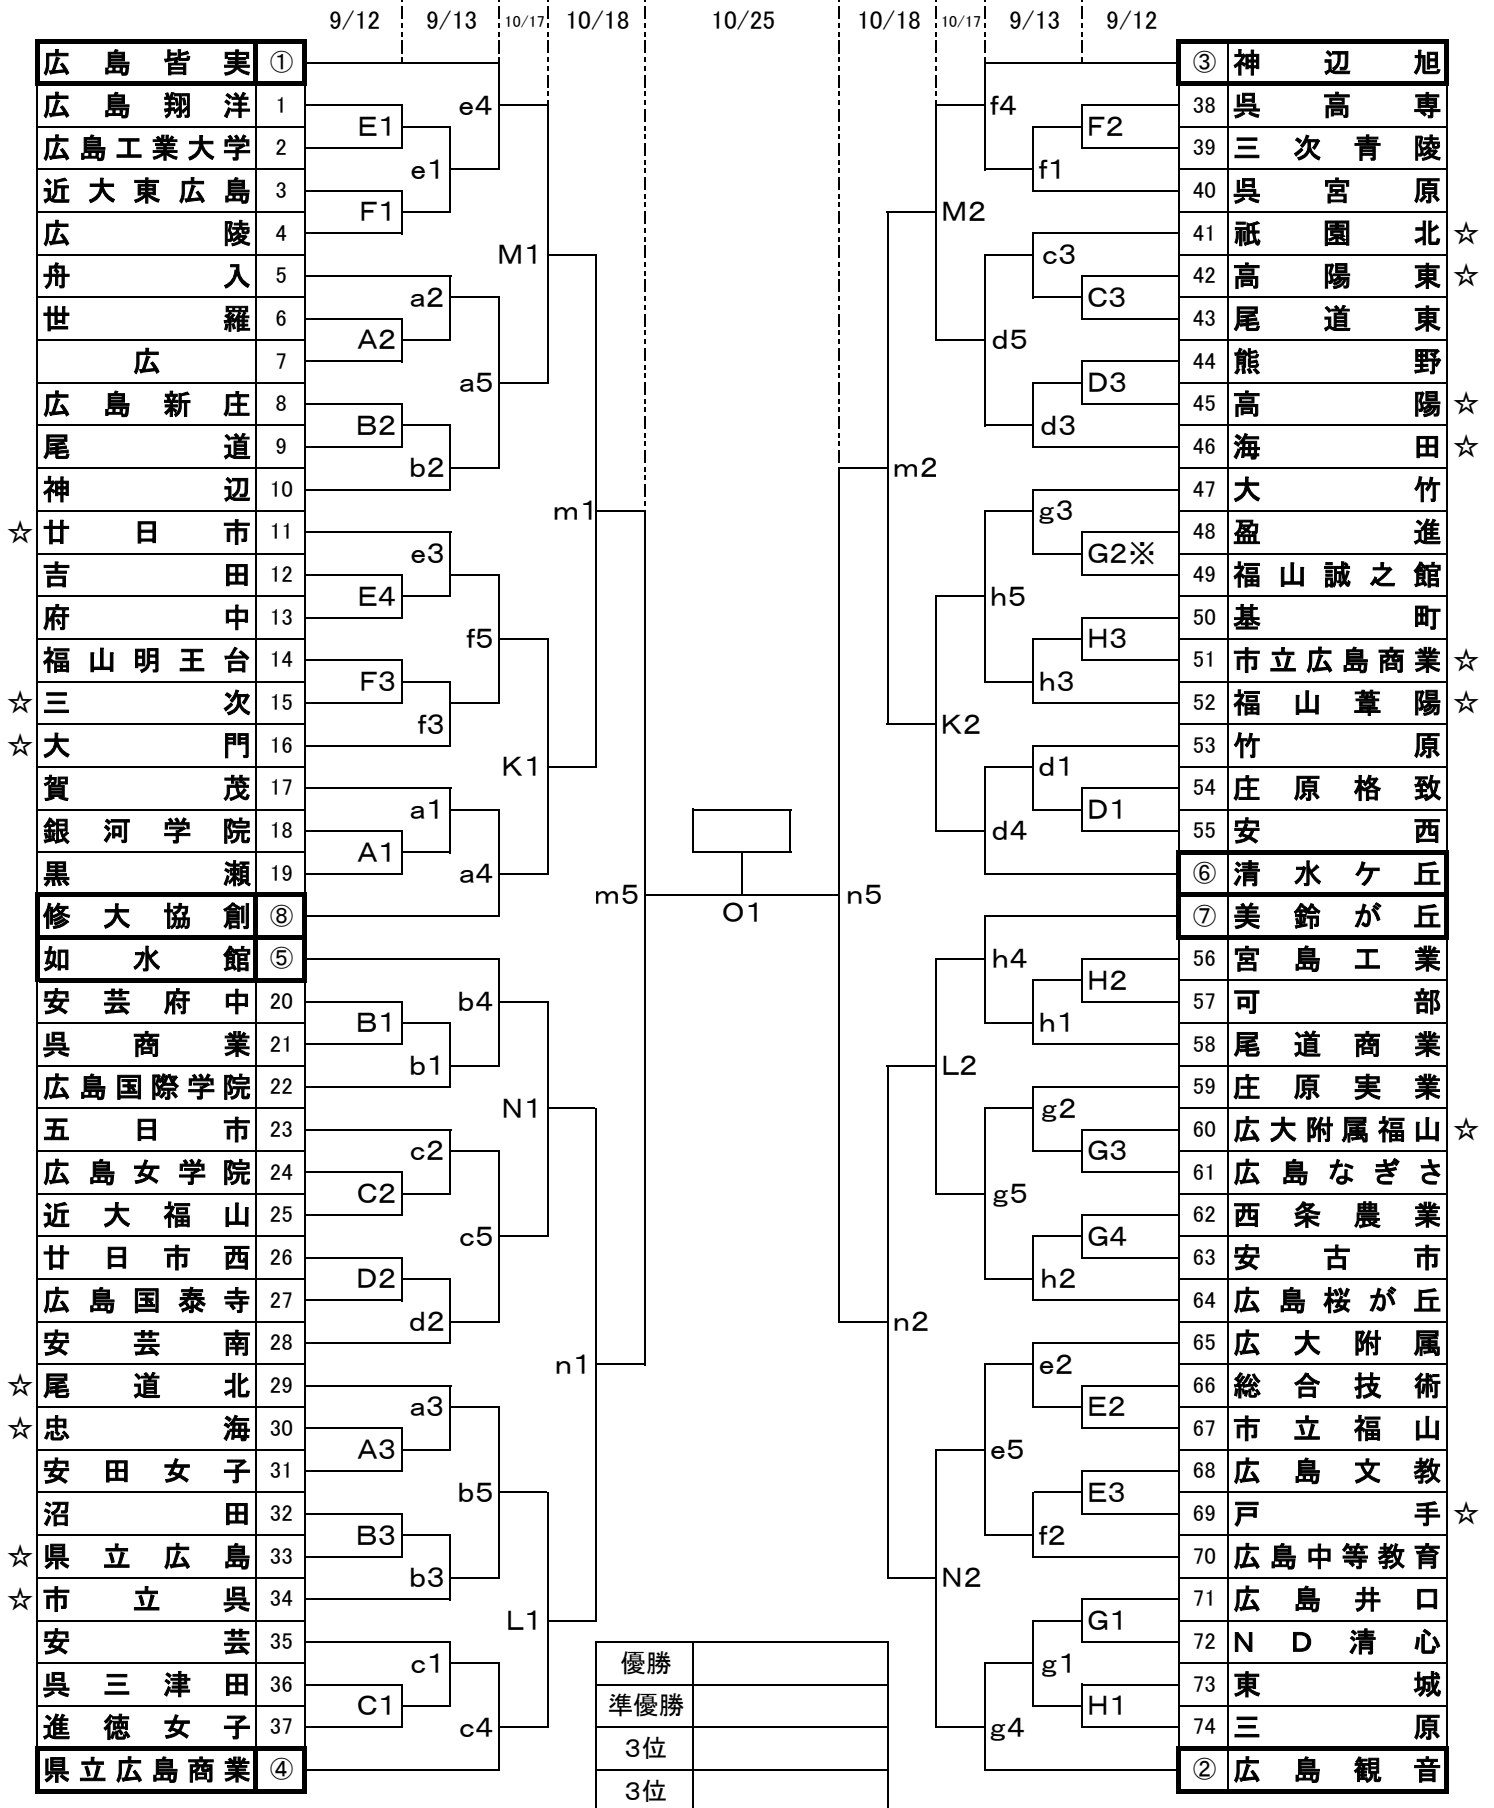 9/12 9/13 10/17 10/18 10/25 10/18 10/17 9/13 9/12
広島皆実 ① ③ 神辺旭
広島翔洋 1 e4 f4 38 呉高専
E1 F2
広島工業大学 2 39 三次青陵
e1 f1
近大東広島 3 40 呉宮原
F1 M2
広陵 4 41 祇園北 ☆
M1 c3
舟入 5 42 高陽東 ☆
a2 C3
世羅 6 43 尾道東
A2 d5
広 7 44 熊野
a5 D3
広島新庄 8 45 高陽 ☆
B2 d3
尾道 9 46 海田 ☆
b2 m2
神辺 10 47 大竹
m1 g3
☆ 廿日市 11 48 盈進
e3 G2※
吉田 12 49 福山誠之館
E4 h5
府中 13 50 基町
f5 H3
福山明王台 14 51 市立広島商業 ☆
F3 h3
☆ 三次 15 52 福山葦陽 ☆
f3 K2
☆ 大門 16 53 竹原
K1 d1
賀茂 17 54 庄原格致
a1 D1
銀河学院 18 55 安西
A1 d4
黒瀬 19 a4 ⑥ 清水ケ丘
m5 n5
修大協創 ⑧ O1 ⑦ 美鈴が丘
如水館 ⑤ h4 56 宮島工業
b4 H2
安芸府中 20 57 可部
B1 h1
呉商業 21 58 尾道商業
b1 L2
広島国際学院 22 59 庄原実業
N1 g2
五日市 23 60 広大附属福山 ☆
c2 G3
広島女学院 24 61 広島なぎさ
C2 g5
近大福山 25 62 西条農業
c5 G4
廿日市西 26 63 安古市
D2 h2
広島国泰寺 27 64 広島桜が丘
d2 n2
安芸南 28 65 広大附属
n1 e2
☆ 尾道北 29 66 総合技術
a3 E2
☆ 忠海 30 67 市立福山
A3 e5
安田女子 31 68 広島文教
b5 E3
沼田 32 69 戸手 ☆
B3 f2
☆ 県立広島 33 70 広島中等教育
b3 N2
☆ 市立呉 34 71 広島井口
L1 G1
安芸 35 72 ND清心
c1 優勝 g1
呉三津田 36 73 東城
C1 準優勝 H1
進徳女子 37 74 三原
c4 3位 g4
県立広島商業 ④ ② 広島観音
3位